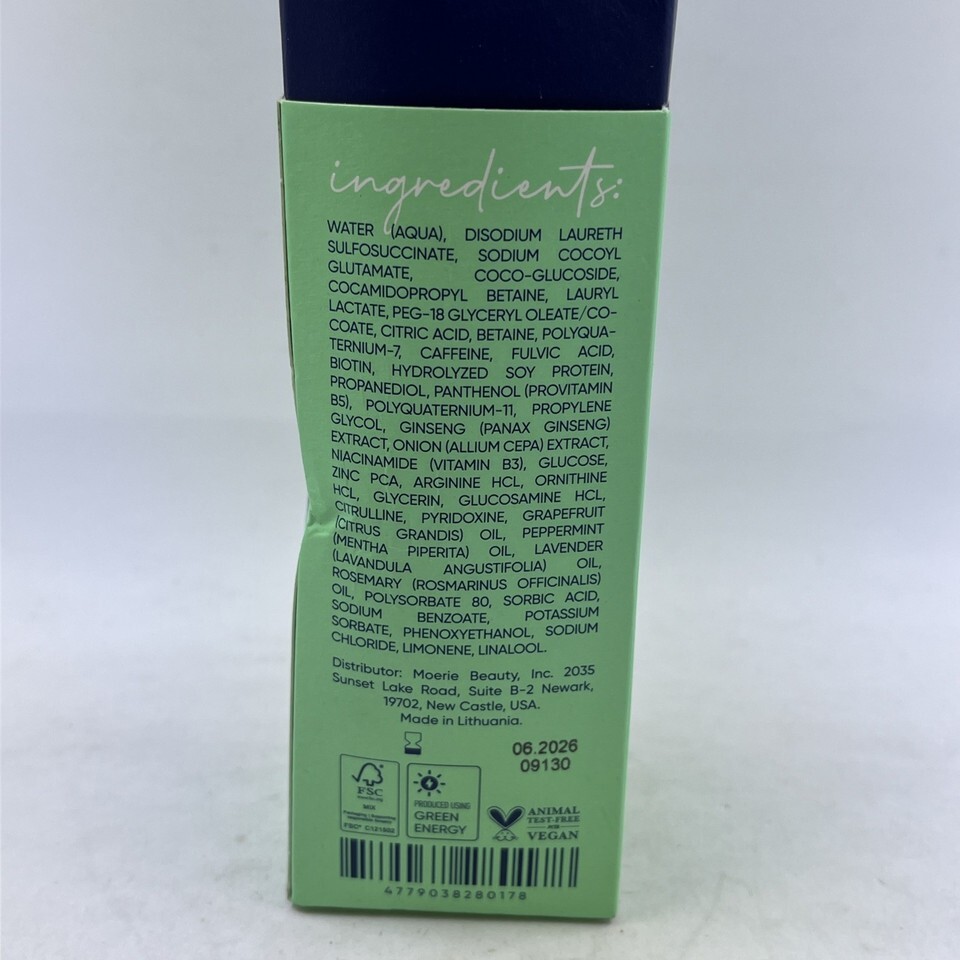 ingredients:
WATER (AQUA), DISODIUM LAURETH
SULFOSUCCINATE, SODIUM COCOYL
GLUTAMATE, COCO-GLUCOSIDE,
COCAMIDOPROPYL BETAINE, LAURYL
LACTATE, PEG-18 GLYCERYL OLEATE/CO-
COATE, CITRIC ACID, BETAINE, POLYQUA-
TERNIUM-7, CAFFEINE, FULVIC ACID,
BIOTIN, HYDROLYZED SOY PROTEIN,
PROPANEDIOL, PANTHENOL (PROVITAMIN
B5), POLYQUATERNIUM-11, PROPYLENE
GLYCOL, GINSENG (PANAX GINSENG)
EXTRACT, ONION (ALLIUM CEPA) EXTRACT,
NIACINAMIDE (VITAMIN B3), GLUCOSE,
ZINC PCA, ARGININE HCL, ORNITHINE
HCL, GLYCERIN, GLUCOSAMINE HCL,
CITRULLINE, PYRIDOXINE, GRAPEFRUIT
(CITRUS GRANDIS) OIL, PEPPERMINT
(MENTHA PIPERITA) OIL, LAVENDER
(LAVANDULA ANGUSTIFOLIA) OIL,
ROSEMARY (ROSMARINUS OFFICINALIS)
OIL, POLYSORBATE 80, SORBIC ACID,
SODIUM BENZOATE, POTASSIUM
SORBATE, PHENOXYETHANOL, SODIUM
CHLORIDE, LIMONENE, LINALOOL.
Distributor: Moerie Beauty, Inc. 2035
Sunset Lake Road, Suite B-2 Newark,
19702, New Castle, USA.
Made in Lithuania.
06.2026
09130
FSC
MIX
FSC®
PRODUCED USING
GREEN
ENERGY
ANIMAL
TEST-FREE
VEGAN
4779038280178